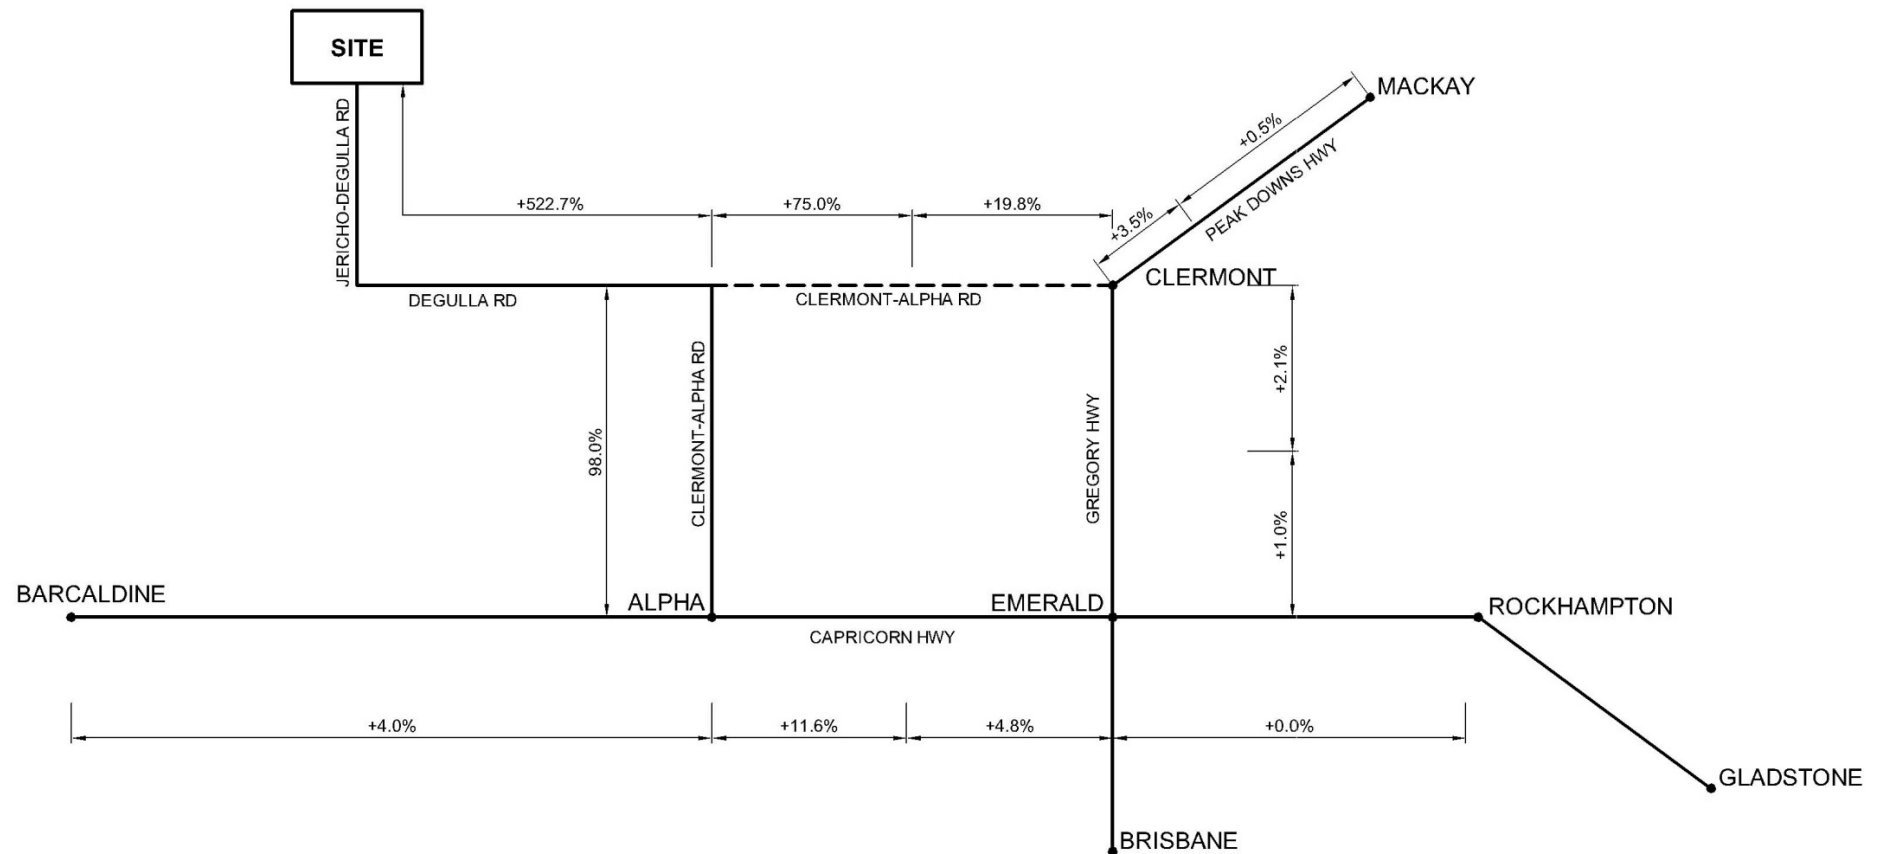 SITE
MACKAY
JERICHO-DEGULLA RD
+0.5%
PEAK DOWNS HWY
+522.7%
+75.0%
+19.8%
+3.5%
CLERMONT
DEGULLA RD
CLERMONT-ALPHA RD
98.0%
CLERMONT-ALPHA RD
GREGORY HWY
+2.1%
+1.0%
BARCALDINE
ALPHA
EMERALD
ROCKHAMPTON
CAPRICORN HWY
+4.0%
+11.6%
+4.8%
+0.0%
GLADSTONE
BRISBANE